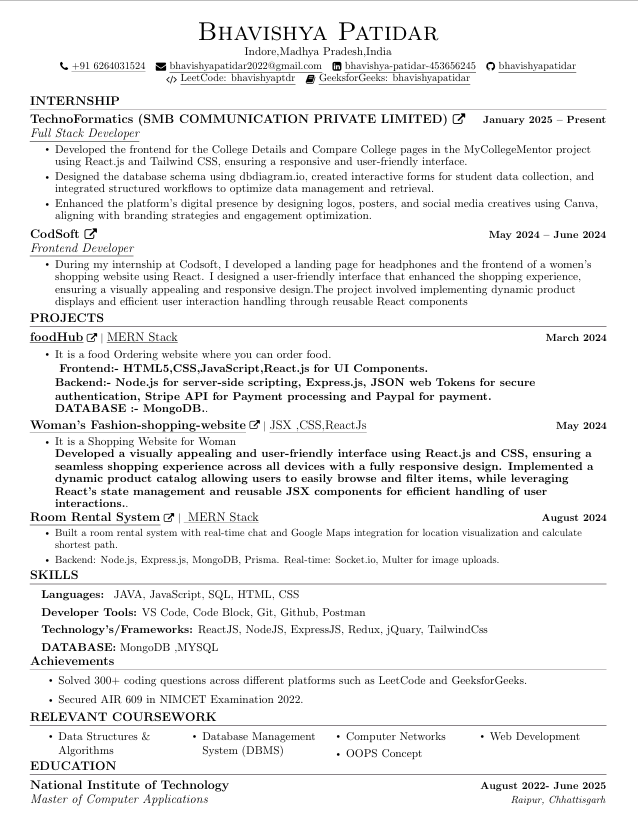 Bhavishya Patidar
Indore,Madhya Pradesh,India
+91 6264031524 bhavishyapatidar2022@gmail.com bhavishya-patidar-453656245 bhavishyapatidar
LeetCode: bhavishyaptdr GeeksforGeeks: bhavishyapatidar
INTERNSHIP
TechnoFormatics (SMB COMMUNICATION PRIVATE LIMITED) January 2025 – Present
Full Stack Developer
• Developed the frontend for the College Details and Compare College pages in the MyCollegeMentor project
using React.js and Tailwind CSS, ensuring a responsive and user-friendly interface.
• Designed the database schema using dbdiagram.io, created interactive forms for student data collection, and
integrated structured workflows to optimize data management and retrieval.
• Enhanced the platform's digital presence by designing logos, posters, and social media creatives using Canva,
aligning with branding strategies and engagement optimization.
CodSoft May 2024 – June 2024
Frontend Developer
• During my internship at Codsoft, I developed a landing page for headphones and the frontend of a women's
shopping website using React. I designed a user-friendly interface that enhanced the shopping experience,
ensuring a visually appealing and responsive design.The project involved implementing dynamic product
displays and efficient user interaction handling through reusable React components
PROJECTS
foodHub | MERN Stack March 2024
• It is a food Ordering website where you can order food.
Frontend:- HTML5,CSS,JavaScript,React.js for UI Components.
Backend:- Node.js for server-side scripting, Express.js, JSON web Tokens for secure
authentication, Stripe API for Payment processing and Paypal for payment.
DATABASE :- MongoDB..
Woman's Fashion-shopping-website | JSX ,CSS,ReactJs May 2024
• It is a Shopping Website for Woman
Developed a visually appealing and user-friendly interface using React.js and CSS, ensuring a
seamless shopping experience across all devices with a fully responsive design. Implemented a
dynamic product catalog allowing users to easily browse and filter items, while leveraging
React's state management and reusable JSX components for efficient handling of user
interactions..
Room Rental System | MERN Stack August 2024
• Built a room rental system with real-time chat and Google Maps integration for location visualization and calculate
shortest path.
• Backend: Node.js, Express.js, MongoDB, Prisma. Real-time: Socket.io, Multer for image uploads.
SKILLS
Languages: JAVA, JavaScript, SQL, HTML, CSS
Developer Tools: VS Code, Code Block, Git, Github, Postman
Technology's/Frameworks: ReactJS, NodeJS, ExpressJS, Redux, jQuary, TailwindCss
DATABASE: MongoDB ,MYSQL
Achievements
• Solved 300+ coding questions across different platforms such as LeetCode and GeeksforGeeks.
• Secured AIR 609 in NIMCET Examination 2022.
RELEVANT COURSEWORK
• Data Structures &
Algorithms
• Database Management
System (DBMS)
• Computer Networks
• OOPS Concept
• Web Development
EDUCATION
National Institute of Technology August 2022- June 2025
Master of Computer Applications Raipur, Chhattisgarh